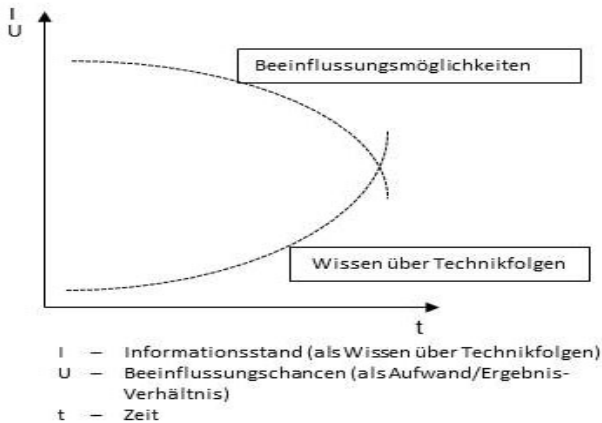 I
U
Beeinflussungsmöglichkeiten
Wissen über Technikfolgen
t
I – Informationsstand (als Wissen über Technikfolgen)
U – Beeinflussungschancen (als Aufwand/Ergebnis-
Verhältnis)
t – Zeit